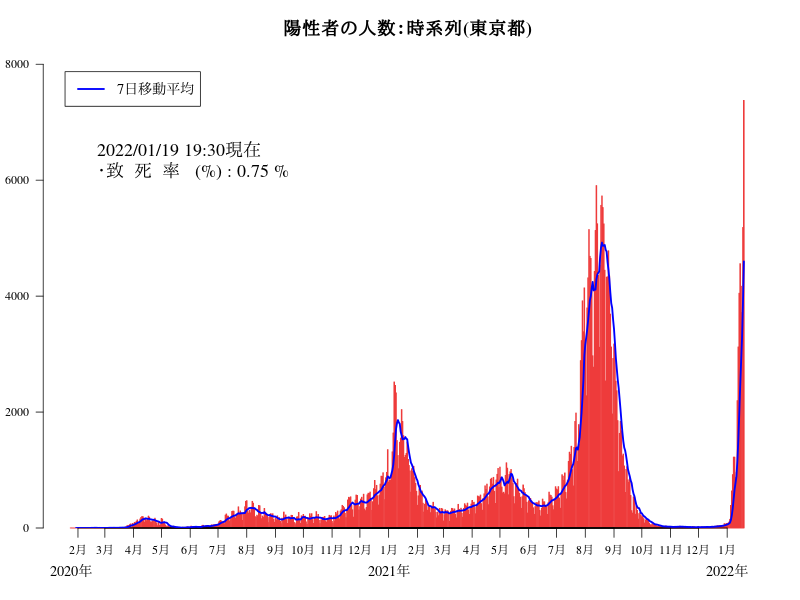 陽性者の人数：時系列(東京都)
8000
7日移動平均
2022/01/19 19:30現在
・致 死 率 (%) : 0.75 %
6000
4000
2000
0
2月 3月 4月 5月 6月 7月 8月 9月 10月 11月 12月 1月 2月 3月 4月 5月 6月 7月 8月 9月 10月 11月 12月 1月
2020年 2021年 2022年